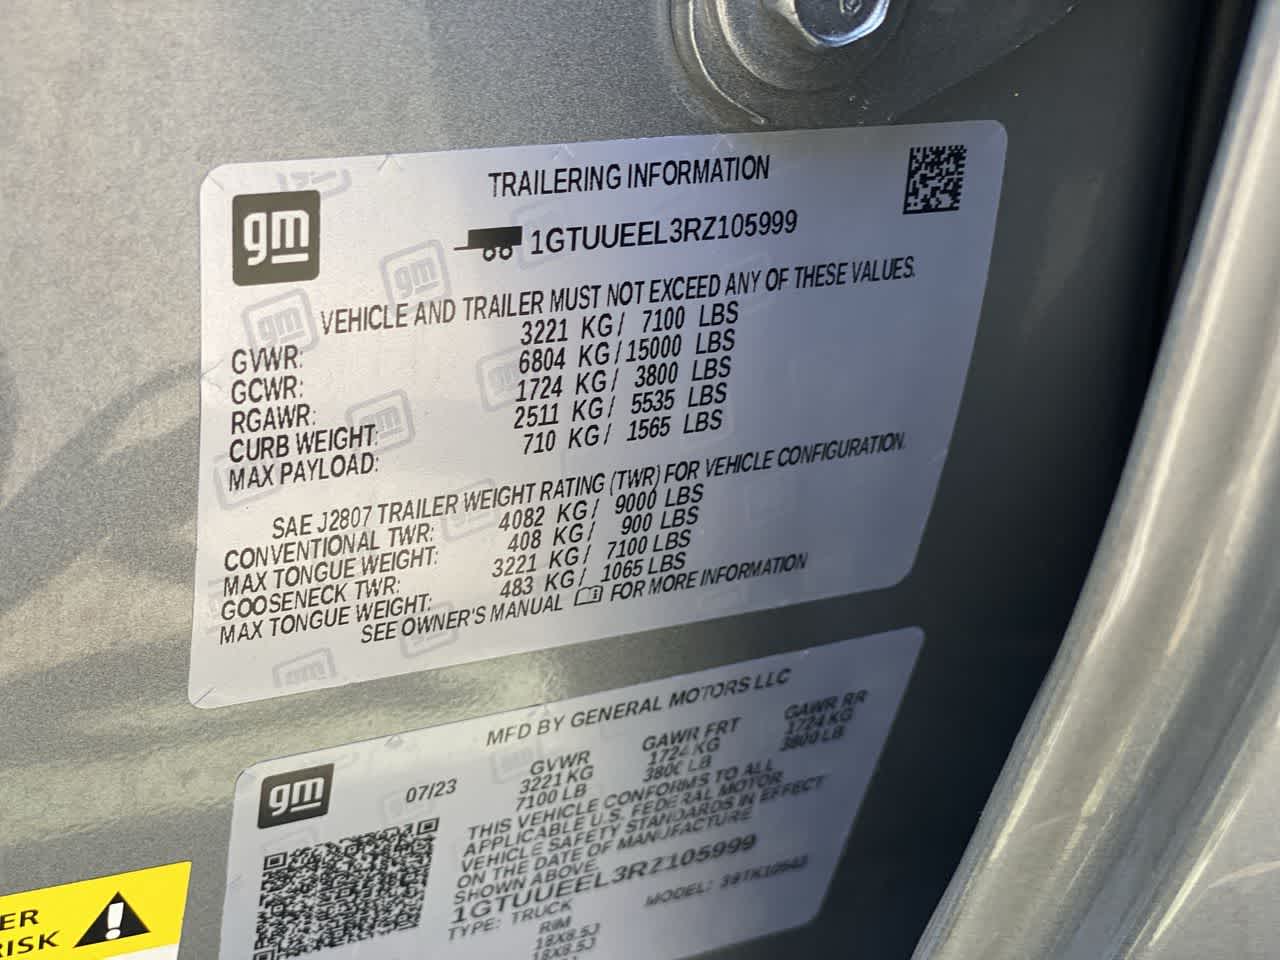 TRAILERING INFORMATION
gm
1GTUUEEL3RZ105999
VEHICLE AND TRAILER MUST NOT EXCEED ANY OF THESE VALUES.
GVWR: 3221 KG/ 7100 LBS
GCWR: 6804 KG/15000 LBS
RGAWR: 1724 KG/ 3800 LBS
CURB WEIGHT: 2511 KG/ 5535 LBS
MAX PAYLOAD: 710 KG/ 1565 LBS
SAE J2807 TRAILER WEIGHT RATING (TWR) FOR VEHICLE CONFIGURATION.
CONVENTIONAL TWR: 4082 KG/ 9000 LBS
MAX TONGUE WEIGHT: 408 KG/ 900 LBS
GOOSENECK TWR: 3221 KG/ 7100 LBS
MAX TONGUE WEIGHT: 483 KG/ 1065 LBS
SEE OWNER'S MANUAL FOR MORE INFORMATION
MFD BY GENERAL MOTORS LLC
gm
07/23
GVWR GAWR FRT GAWR RR
3221 KG 1724 KG 1724 KG
7100 LB 3800 LB 3800 LB
THIS VEHICLE CONFORMS TO ALL
APPLICABLE U.S. FEDERAL MOTOR
VEHICLE SAFETY STANDARDS IN EFFECT
ON THE DATE OF MANUFACTURE
SHOWN ABOVE.
1GTUUEEL3RZ105999
TYPE: TRUCK MODEL:
RIM
18X8.5J
18X8.5J
ER
RISK